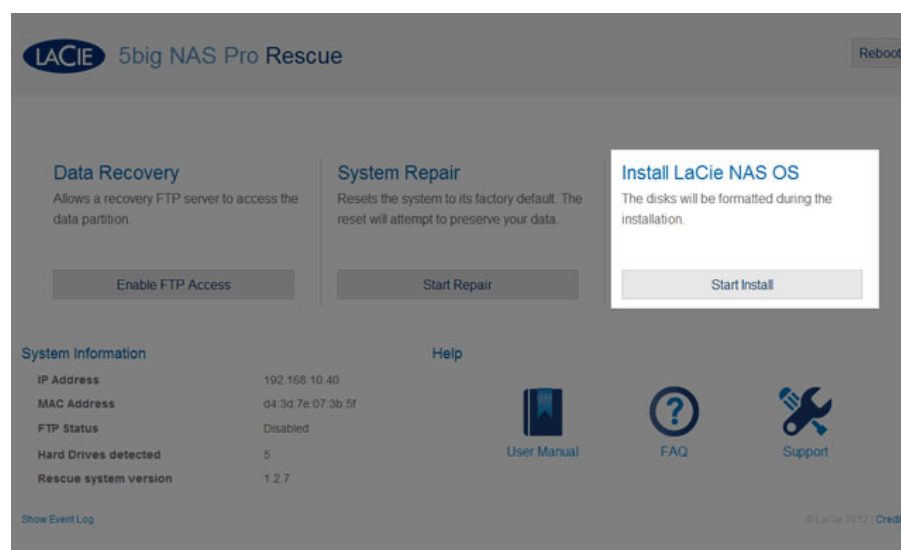 LACIE 5big NAS Pro Rescue
Reboot
Data Recovery
Allows a recovery FTP server to access the
data partition.
Enable FTP Access
System Repair
Resets the system to its factory default. The
reset will attempt to preserve your data.
Start Repair
Install LaCie NAS OS
The disks will be formatted during the
installation.
Start Install
System Information
IP Address 192.168.10.40
MAC Address d4:3d:7e:07:3b:5f
FTP Status Disabled
Hard Drives detected 5
Rescue system version 1.2.7
Help
User Manual
FAQ
Support
Show Event Log
© LaCie 2012 | Credi